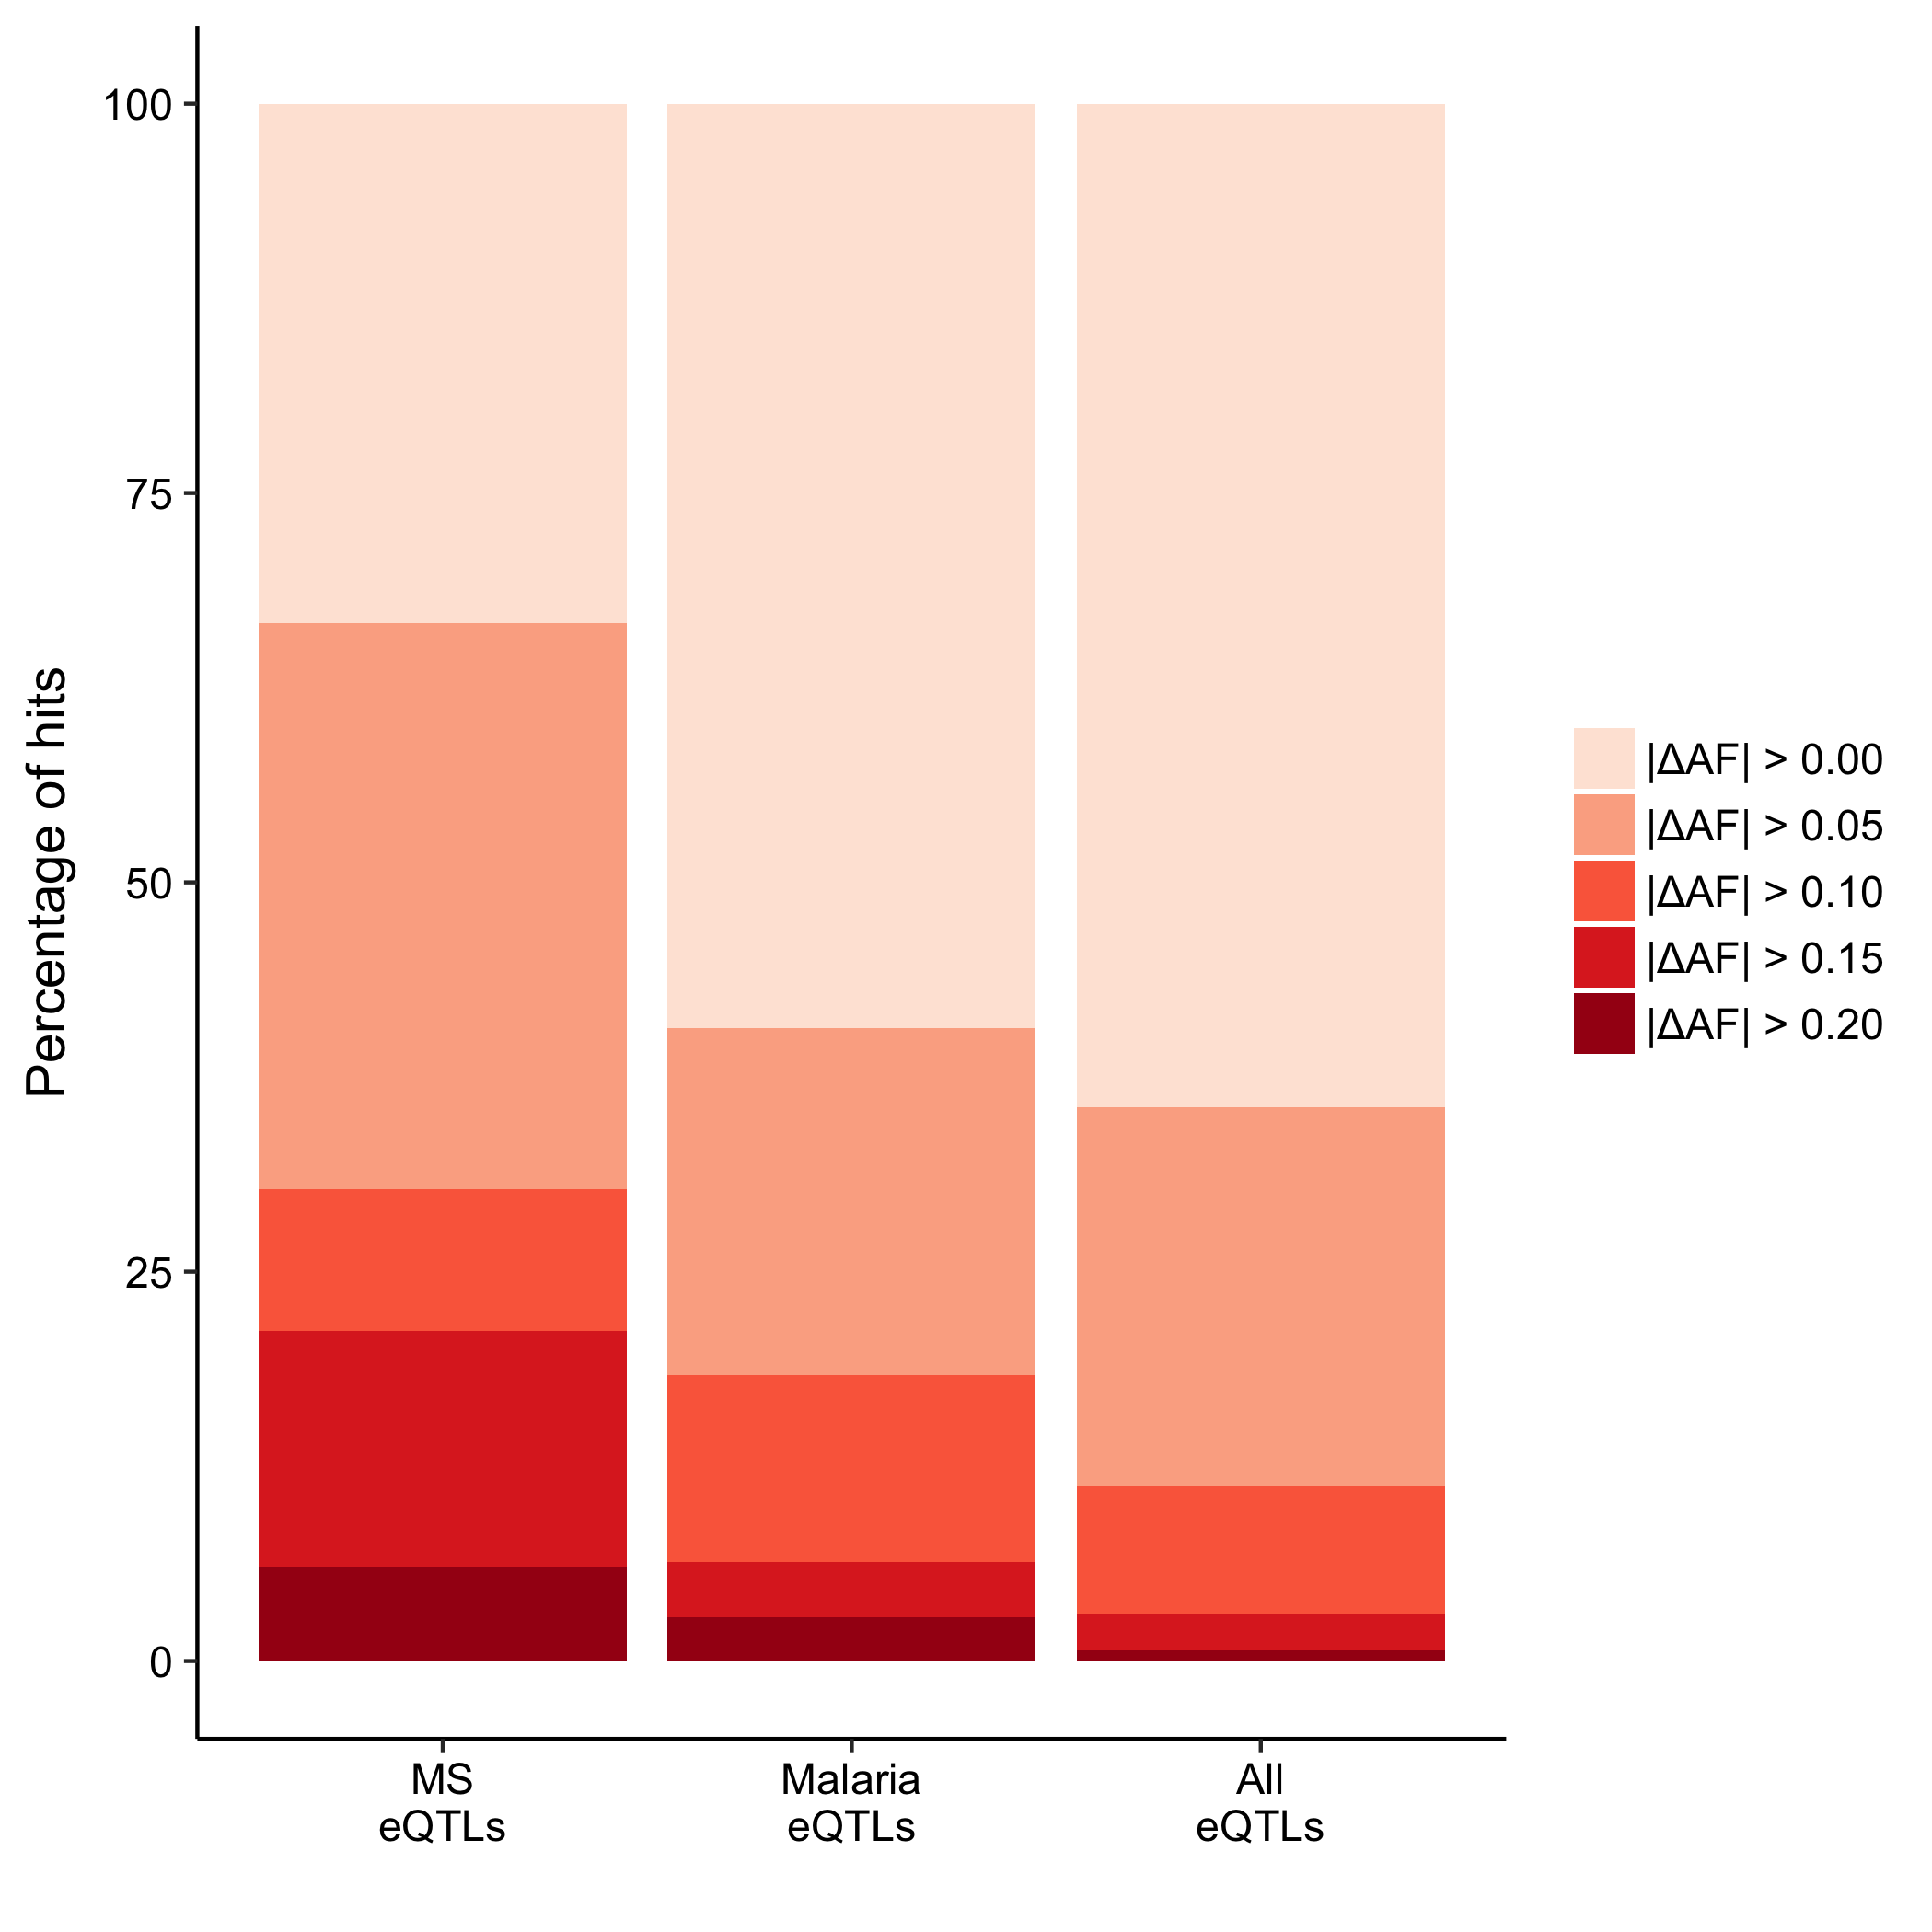 Percentage of hits
100
75
50
25
0
MS
eQTLs
Malaria
eQTLs
All
eQTLs
|ΔAF| > 0.00
|ΔAF| > 0.05
|ΔAF| > 0.10
|ΔAF| > 0.15
|ΔAF| > 0.20